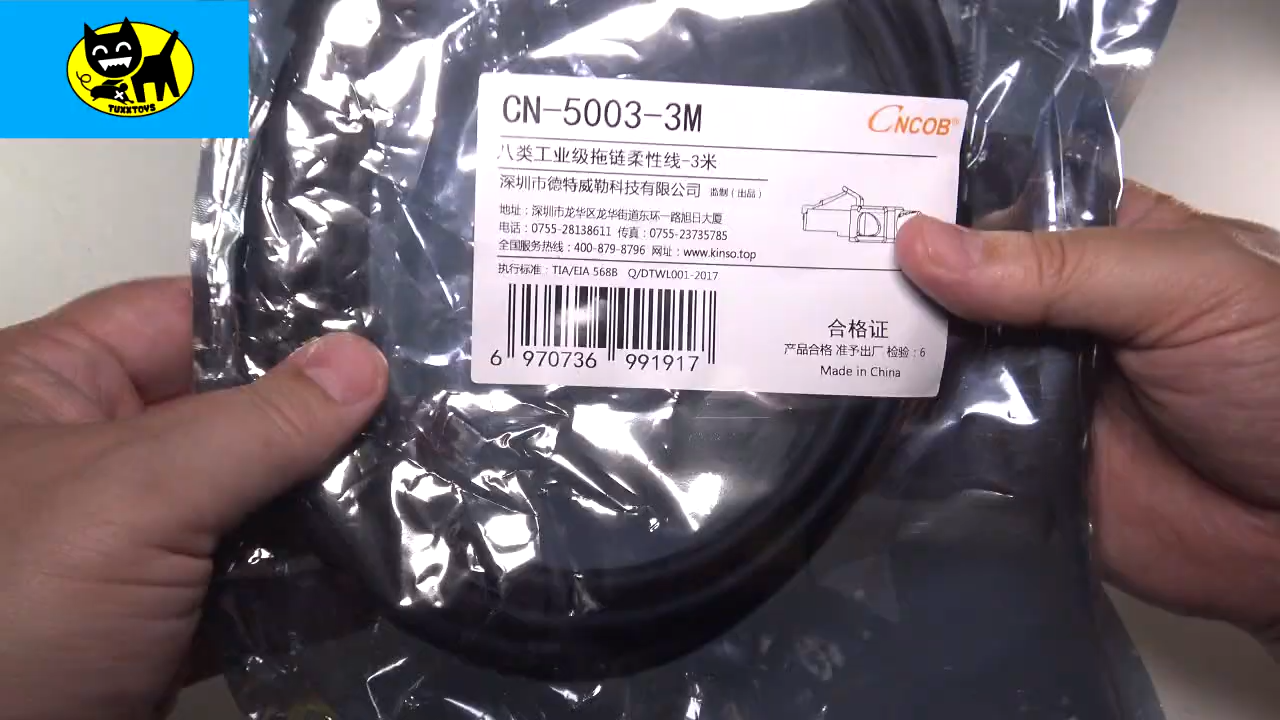 TUXXTOYS
CN-5003-3M
CNCOB®
八类工业级拖链柔性线-3米
深圳市德特威勒科技有限公司 监制（出品）
地址：深圳市龙华区龙华街道东环一路旭日大厦
电话：0755-28138611 传真：0755-23735785
全国服务热线：400-879-8796 网址：www.kinso.top
执行标准：TIA/EIA 568B Q/DTWL001-2017
6 970736 991917
合格证
产品合格 准予出厂 检验：6
Made in China